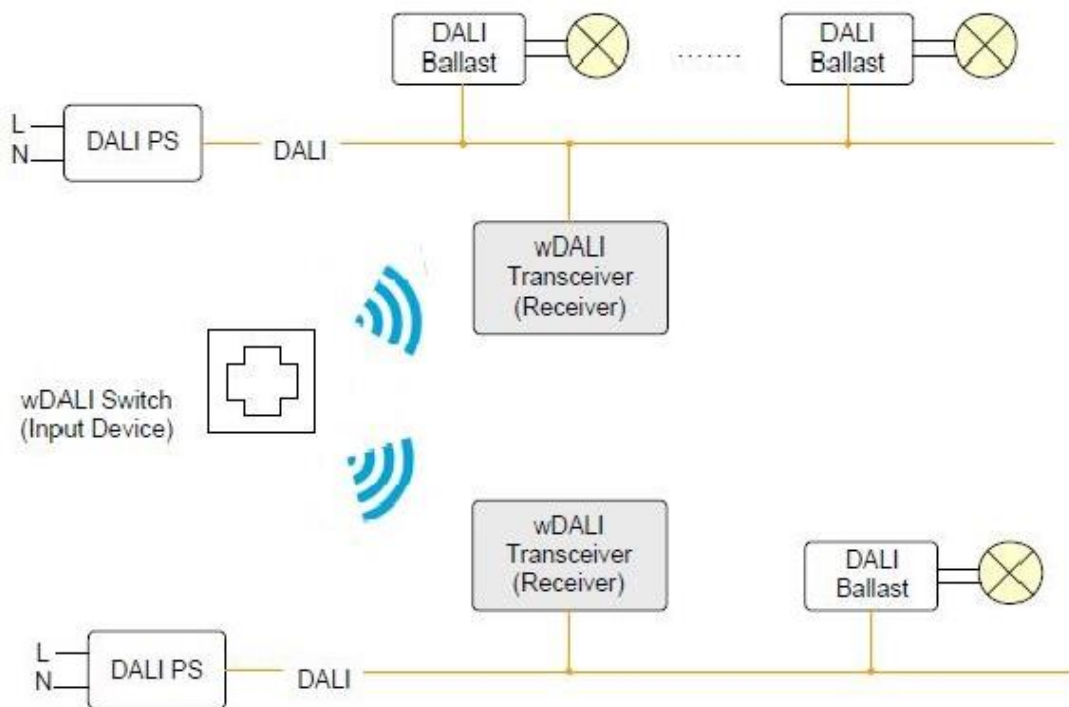 DALI
Ballast
.......
DALI
Ballast
L
N
DALI PS
DALI
wDALI
Transceiver
(Receiver)
wDALI Switch
(Input Device)
wDALI
Transceiver
(Receiver)
DALI
Ballast
L
N
DALI PS
DALI